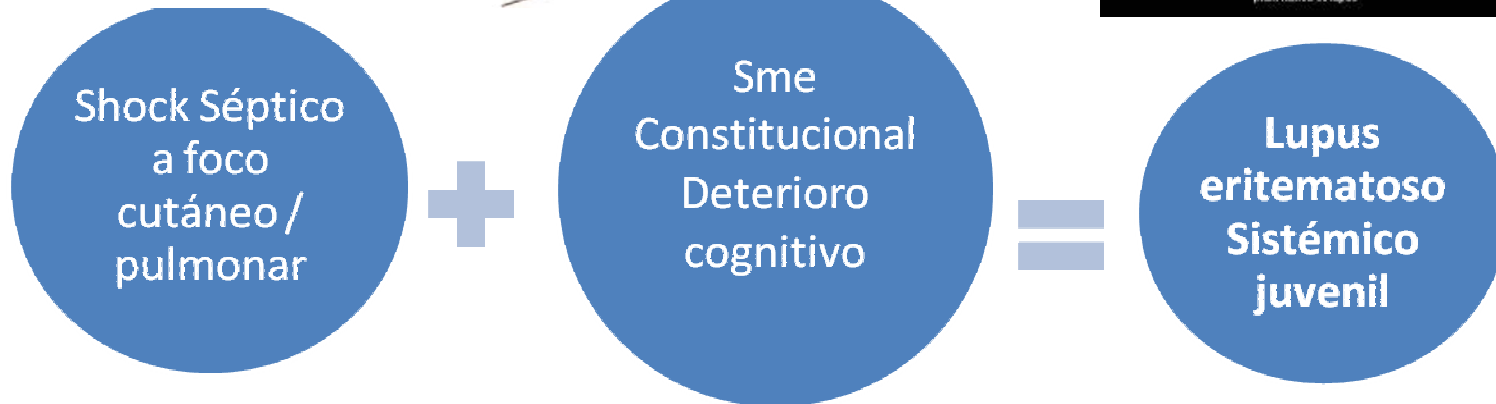 Shock Séptico
a foco
cutáneo /
pulmonar
Sme
Constitucional
Deterioro
cognitivo
Lupus
eritematoso
Sistémico
juvenil